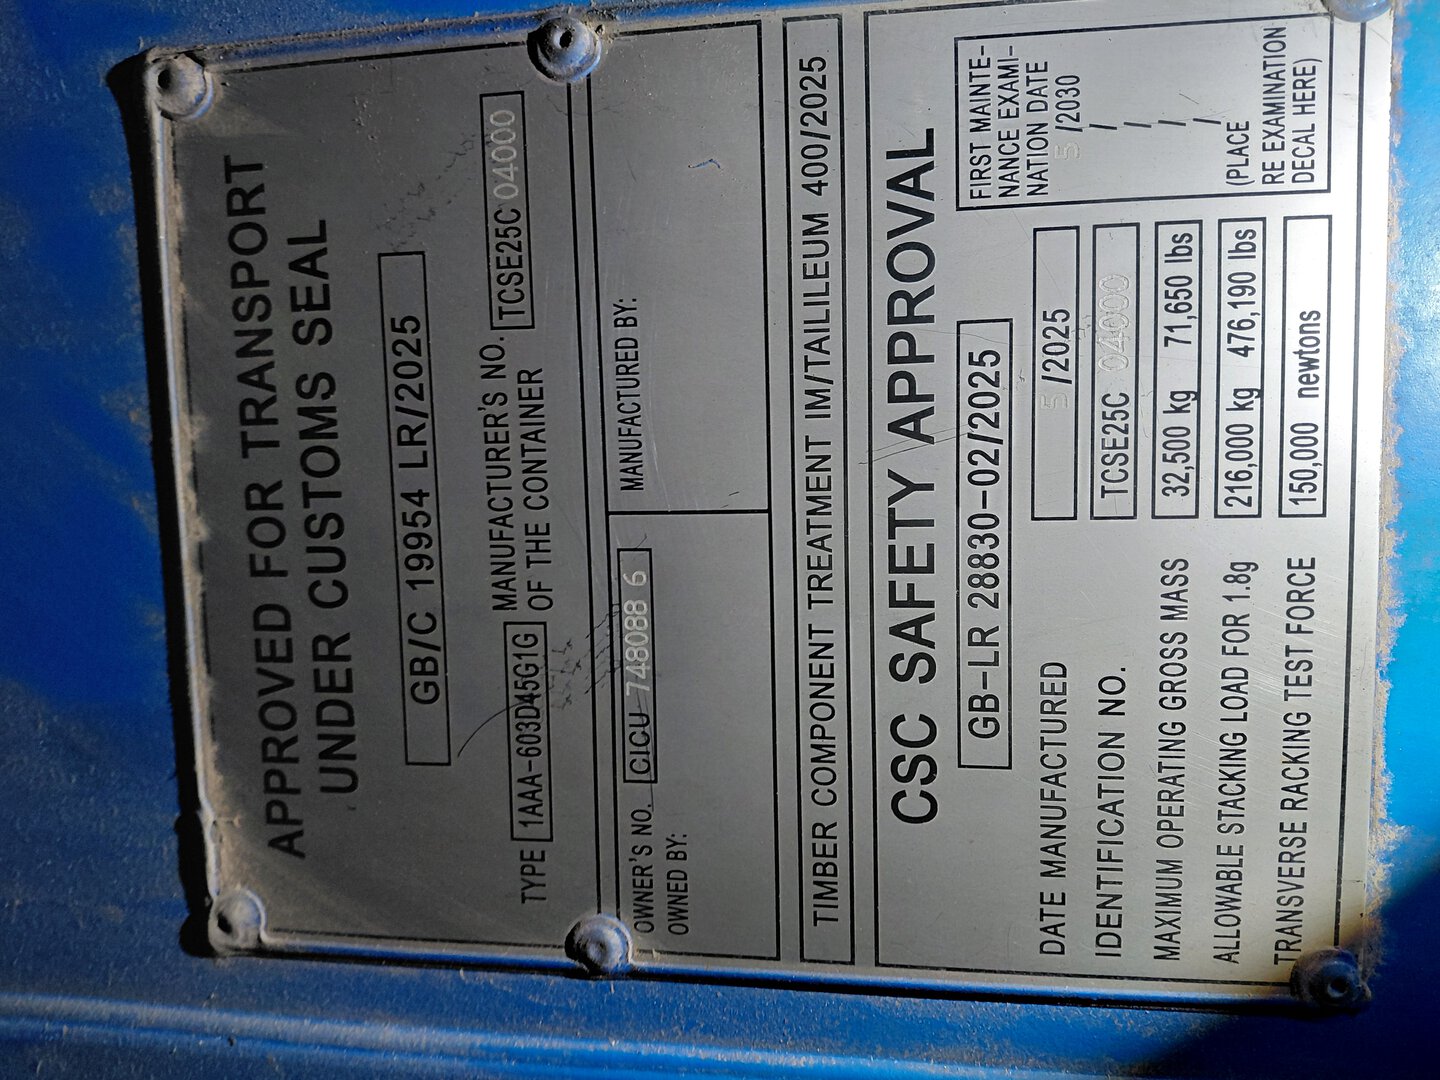 APPROVED FOR TRANSPORT
UNDER CUSTOMS SEAL
GB/C 19954 LR/2025
TYPE 1AAA-603D45G1G MANUFACTURER'S NO. OF THE CONTAINER TCSE25C 04000
OWNER'S NO. CICU 748088 6
OWNED BY:
MANUFACTURED BY:
TIMBER COMPONENT TREATMENT IM/TAILILEUM 400/2025
CSC SAFETY APPROVAL
GB-LR 28830-02/2025
DATE MANUFACTURED 5 /2025
IDENTIFICATION NO. TCSE25C 04000
MAXIMUM OPERATING GROSS MASS 32,500 kg 71,650 lbs
ALLOWABLE STACKING LOAD FOR 1.8g 216,000 kg 476,190 lbs
TRANSVERSE RACKING TEST FORCE 150,000 newtons
FIRST MAINTE-
NANCE EXAMI-
NATION DATE
5 /2030
/
/
/
/
(PLACE
RE EXAMINATION
DECAL HERE)